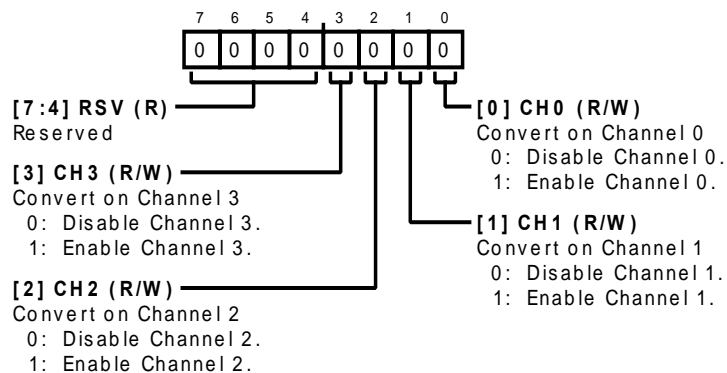 7 6 5 4 3 2 1 0
0 0 0 0 0 0 0 0
[7:4] RSV (R)
Reserved
[3] CH3 (R/W)
Convert on Channel 3
0: Disable Channel 3.
1: Enable Channel 3.
[2] CH2 (R/W)
Convert on Channel 2
0: Disable Channel 2.
1: Enable Channel 2.
[0] CH0 (R/W)
Convert on Channel 0
0: Disable Channel 0.
1: Enable Channel 0.
[1] CH1 (R/W)
Convert on Channel 1
0: Disable Channel 1.
1: Enable Channel 1.